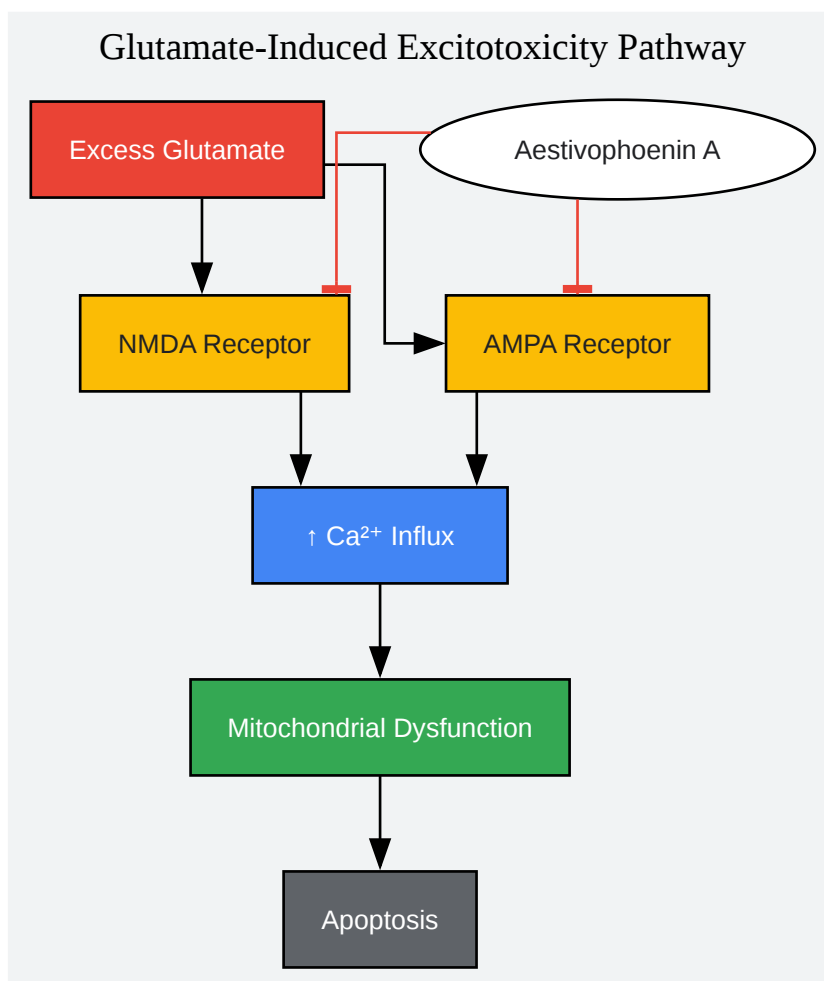 Glutamate-Induced Excitotoxicity Pathway
Excess Glutamate
Aestivophoenin A
NMDA Receptor
AMPA Receptor
↑ Ca²⁺ Influx
Mitochondrial Dysfunction
Apoptosis